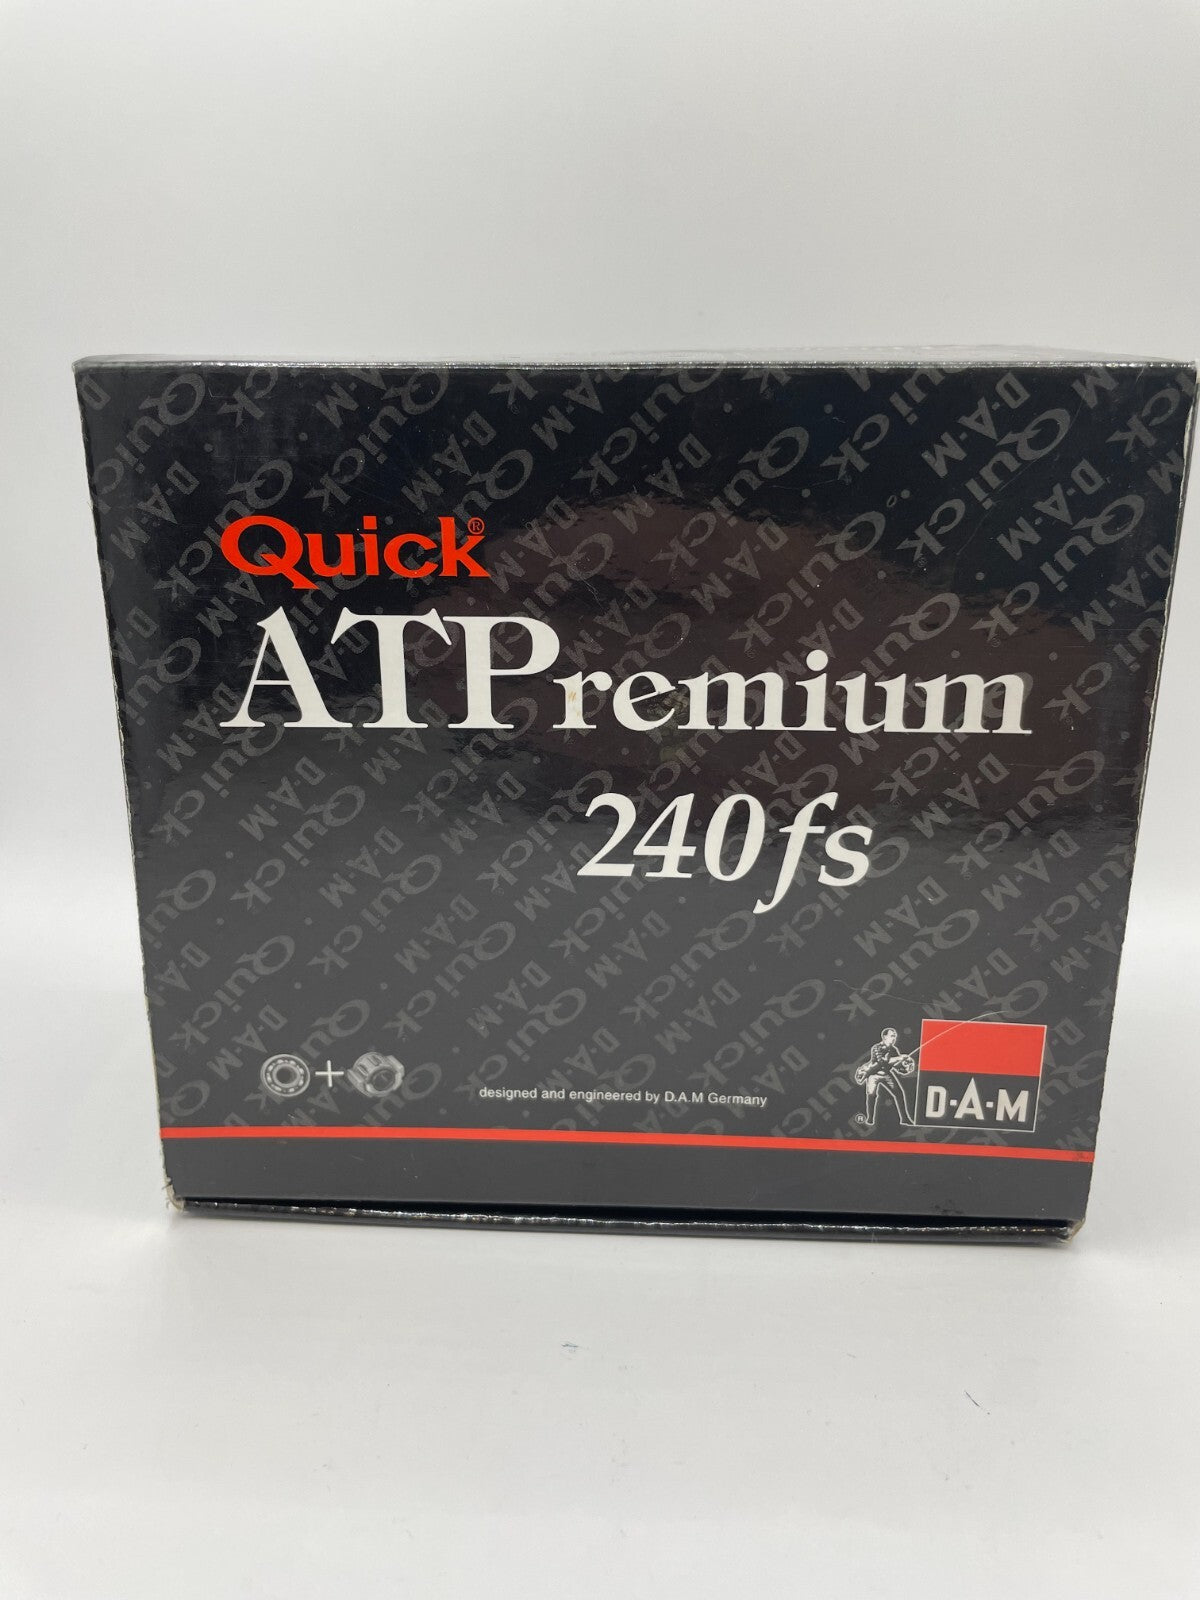 Quick®
ATPremium
240fs
+
designed and engineered by D.A.M Germany
®
D·A·M